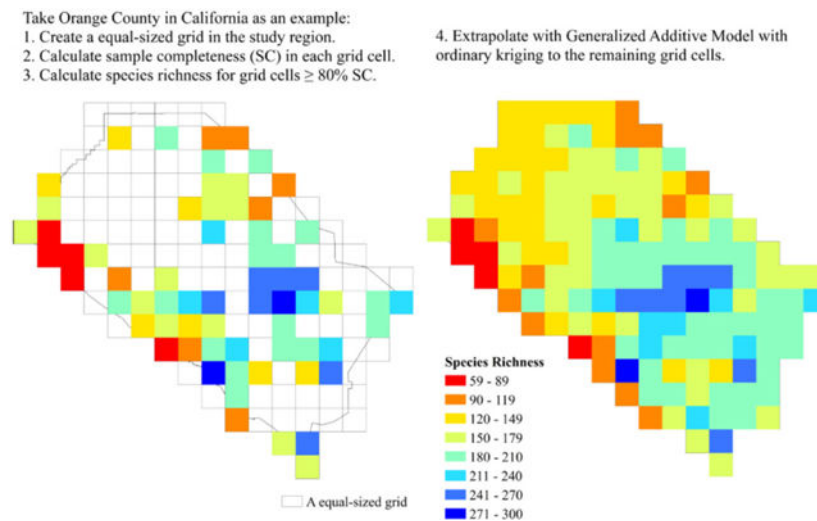 Take Orange County in California as an example:
1. Create a equal-sized grid in the study region.
2. Calculate sample completeness (SC) in each grid cell.
3. Calculate species richness for grid cells ≥ 80% SC.
4. Extrapolate with Generalized Additive Model with
ordinary kriging to the remaining grid cells.
Species Richness
59 - 89
90 - 119
120 - 149
150 - 179
180 - 210
211 - 240
241 - 270
271 - 300
A equal-sized grid